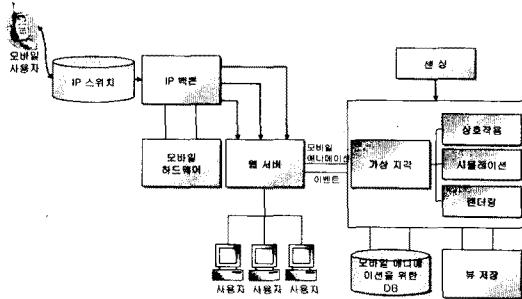 모바일
사용자
IP 스위치
IP 백본
모바일
하드웨어
웹 서버
모바일
애니메이션
이벤트
사용자
사용자
사용자
센 싱
가상 지각
상호작용
시뮬레이션
렌더링
모바일 애니메
이션을 위한
DB
뷰 저장